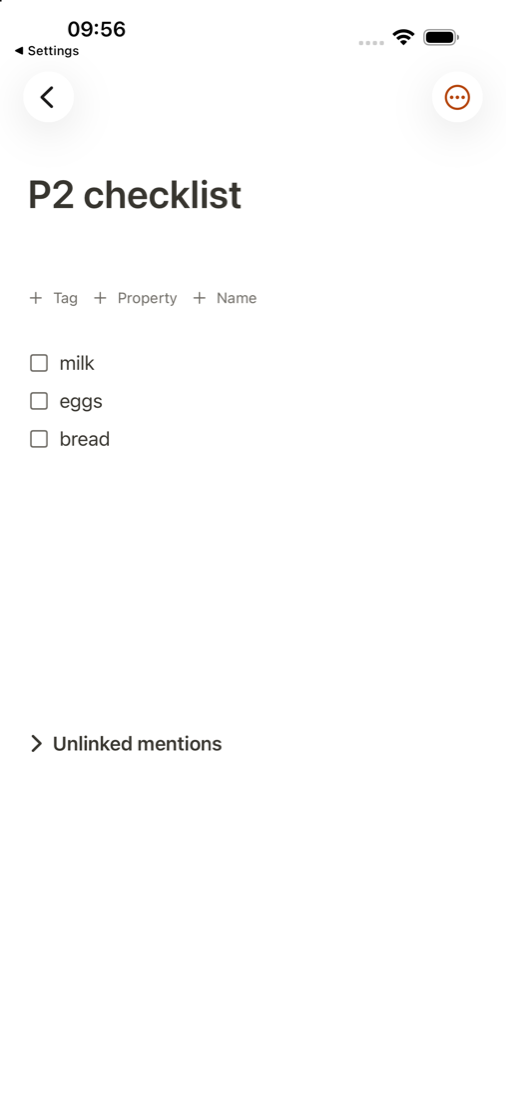 09:56
◀ Settings
P2 checklist
+ Tag + Property + Name
milk
eggs
bread
Unlinked mentions